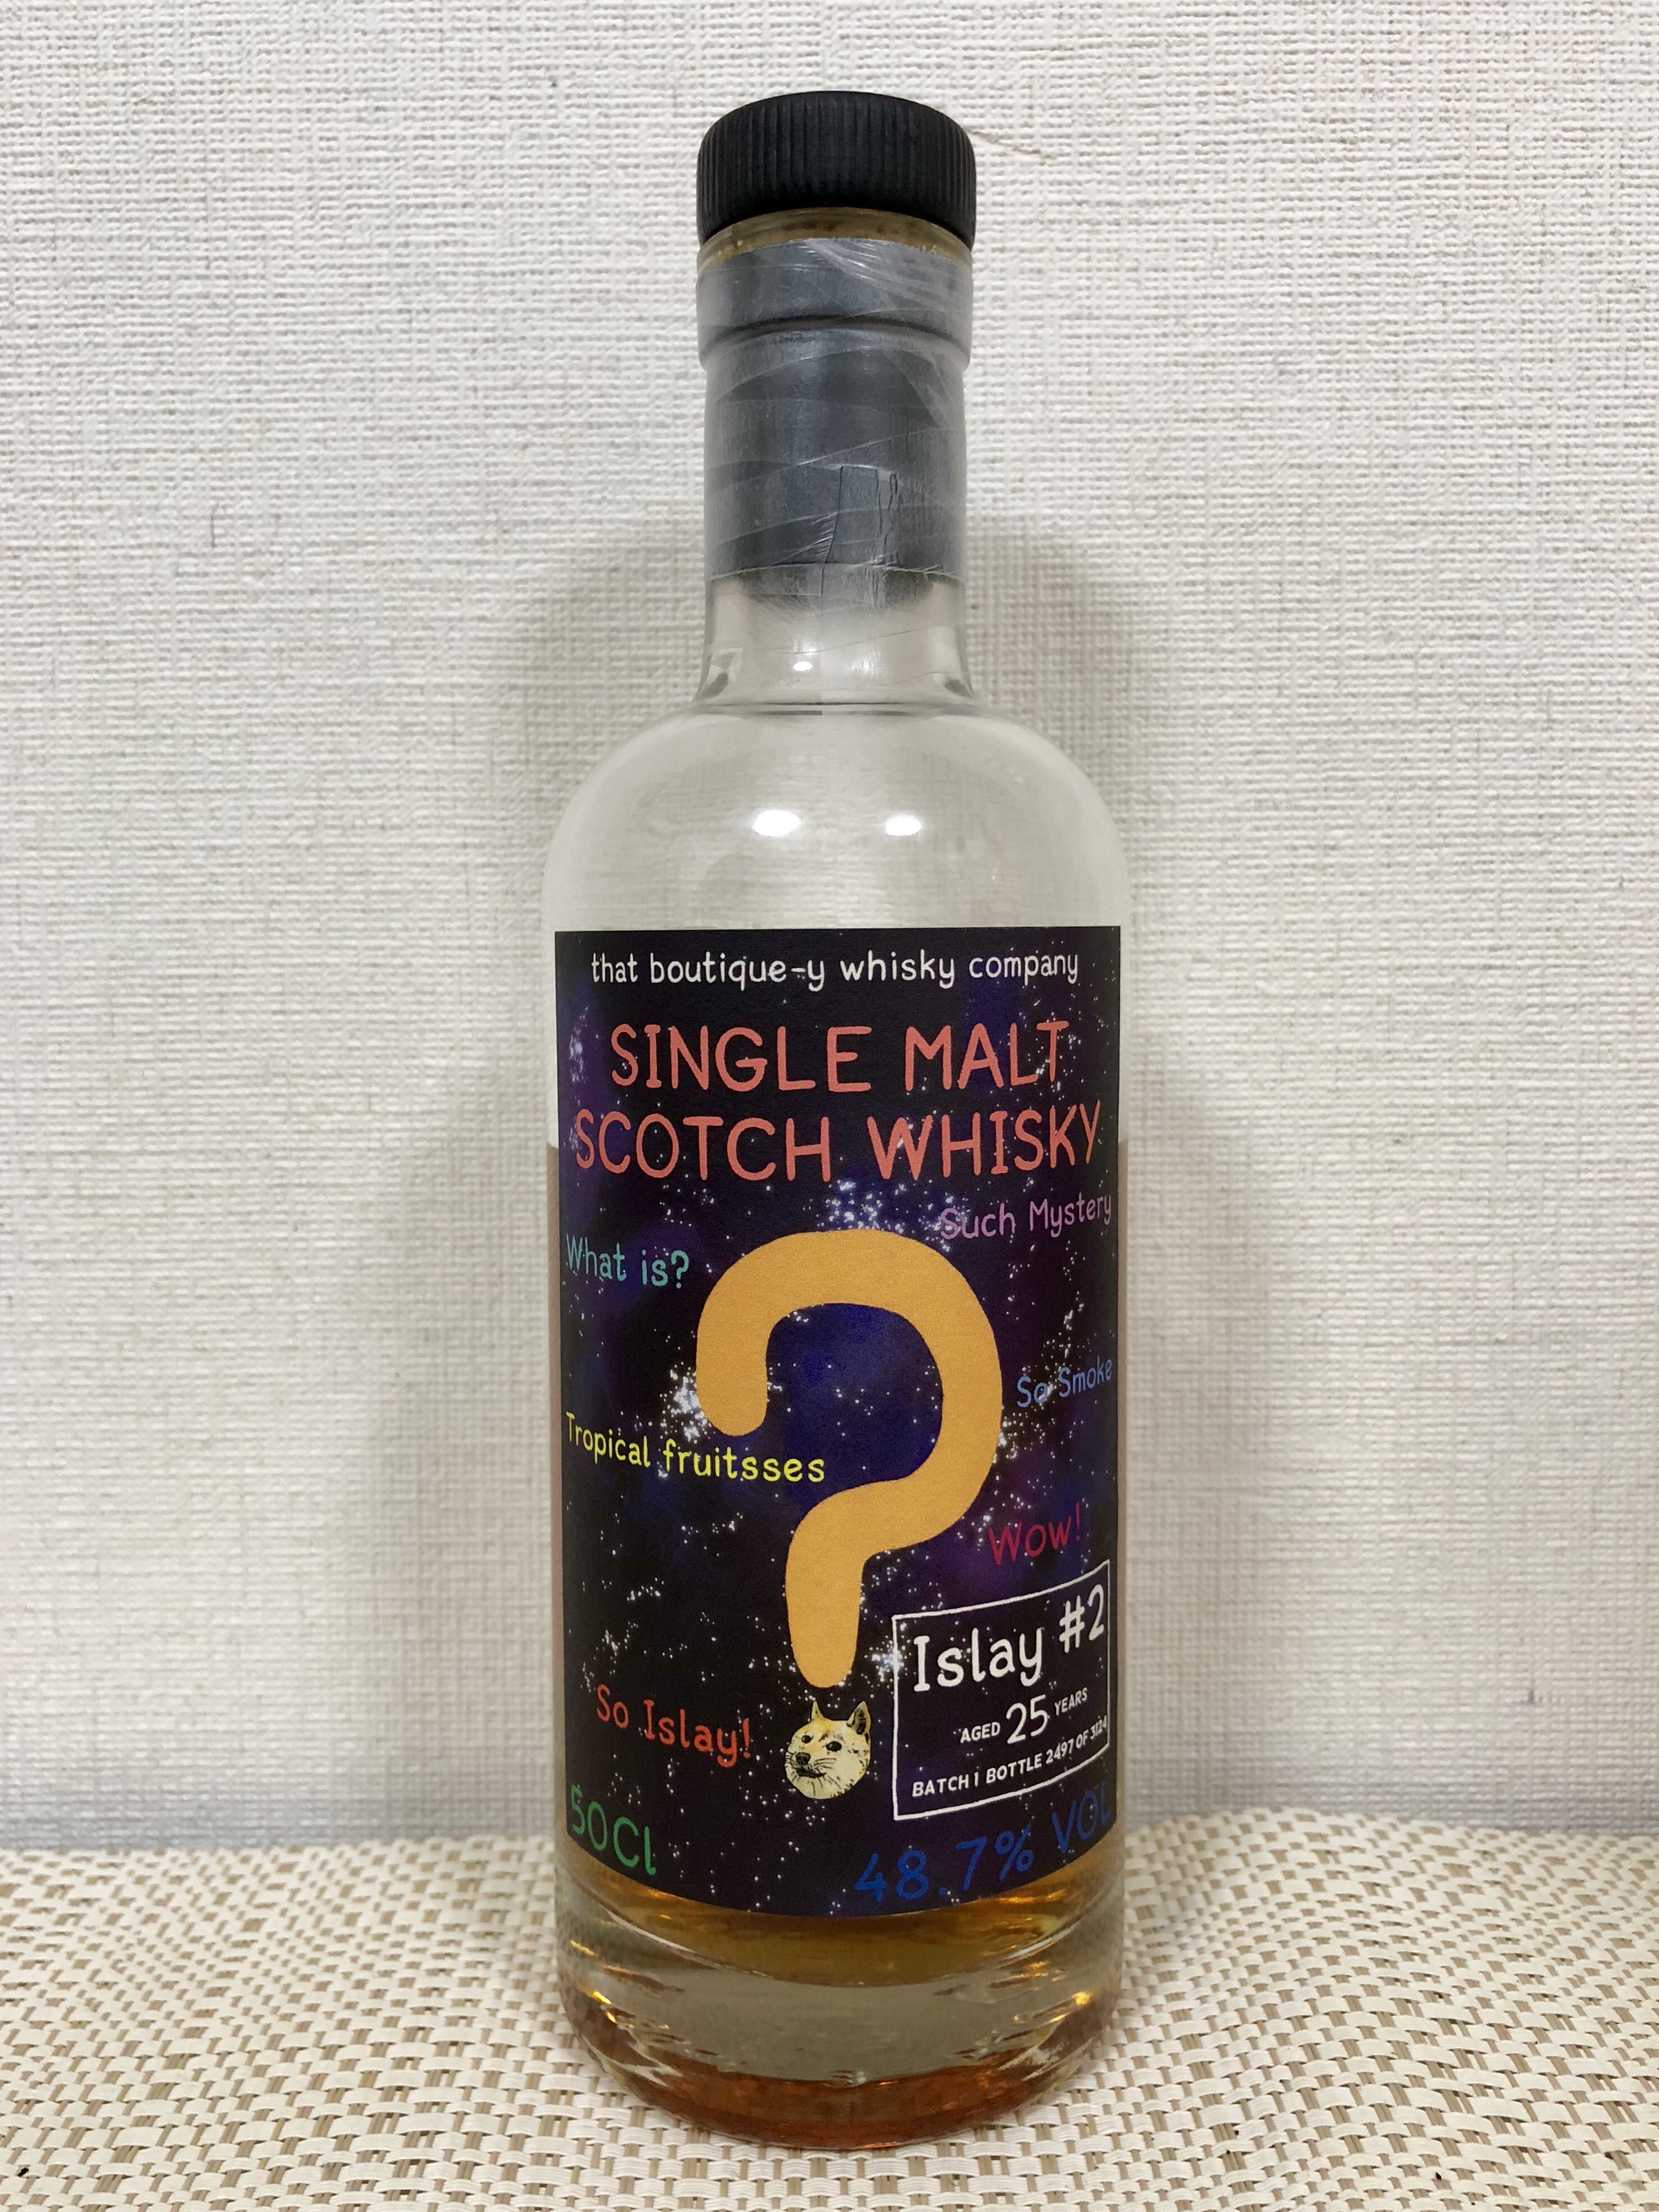 that boutique-y whisky company
SINGLE MALT
SCOTCH WHISKY
Such Mystery
What is?
So Smoke
Tropical fruitsses
Wow!
Islay #2
AGED 25 YEARS
BATCH 1 BOTTLE 2497 OF 3124
So Islay!
50Cl
48.7% VOL